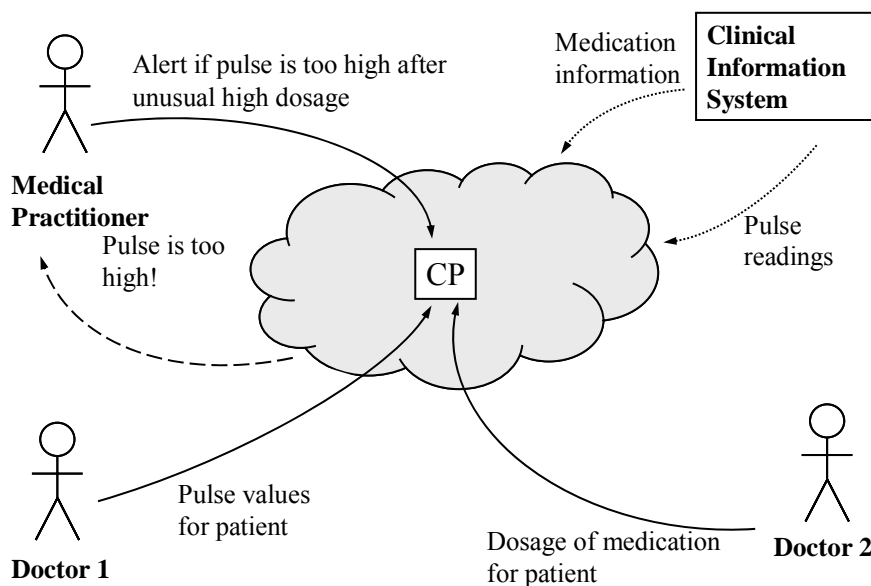 Alert if pulse is too high after
unusual high dosage
Medication
information
Clinical
Information
System
Medical
Practitioner
Pulse is too
high!
CP
Pulse
readings
Pulse values
for patient
Doctor 1
Dosage of medication
for patient
Doctor 2